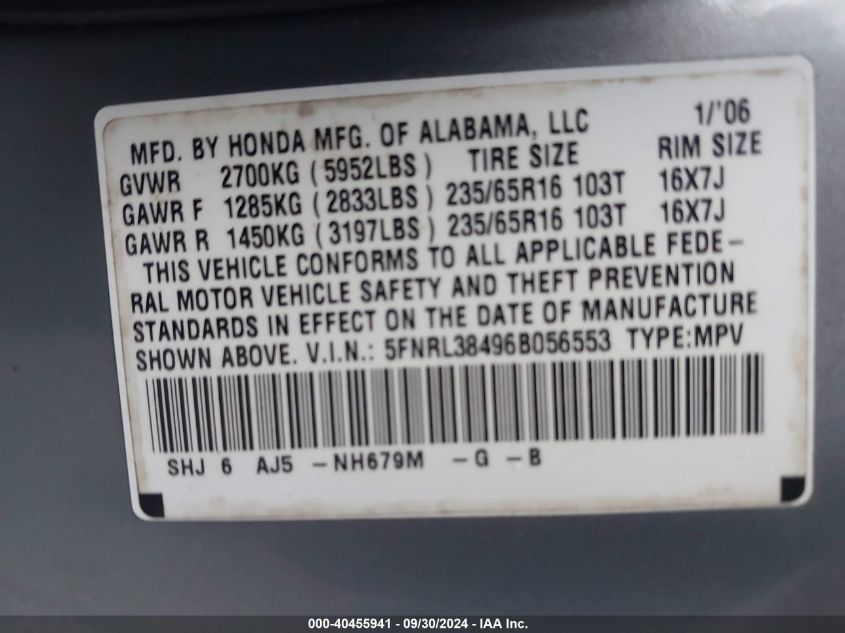 MFD. BY HONDA MFG. OF ALABAMA, LLC 1/'06
GVWR 2700KG (5952LBS) TIRE SIZE RIM SIZE
GAWR F 1285KG (2833LBS) 235/65R16 103T 16X7J
GAWR R 1450KG (3197LBS) 235/65R16 103T 16X7J
THIS VEHICLE CONFORMS TO ALL APPLICABLE FEDE-
RAL MOTOR VEHICLE SAFETY AND THEFT PREVENTION
STANDARDS IN EFFECT ON THE DATE OF MANUFACTURE
SHOWN ABOVE. V.I.N.: 5FNRL38496B056553 TYPE:MPV
SHJ 6 AJ5 -NH679M -G -B
000-40455941 - 09/30/2024 - IAA Inc.